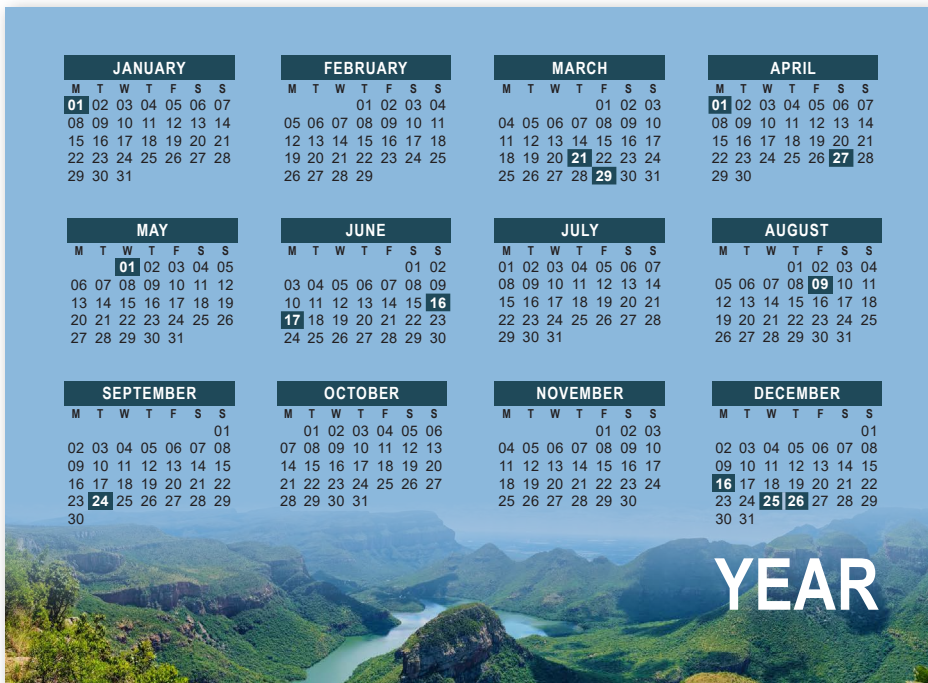 JANUARY
M T W T F S S
01 02 03 04 05 06 07
08 09 10 11 12 13 14
15 16 17 18 19 20 21
22 23 24 25 26 27 28
29 30 31
FEBRUARY
M T W T F S S
01 02 03 04
05 06 07 08 09 10 11
12 13 14 15 16 17 18
19 20 21 22 23 24 25
26 27 28 29
MARCH
M T W T F S S
01 02 03
04 05 06 07 08 09 10
11 12 13 14 15 16 17
18 19 20 21 22 23 24
25 26 27 28 29 30 31
APRIL
M T W T F S S
01 02 03 04 05 06 07
08 09 10 11 12 13 14
15 16 17 18 19 20 21
22 23 24 25 26 27 28
29 30
MAY
M T W T F S S
01 02 03 04 05
06 07 08 09 10 11 12
13 14 15 16 17 18 19
20 21 22 23 24 25 26
27 28 29 30 31
JUNE
M T W T F S S
01 02
03 04 05 06 07 08 09
10 11 12 13 14 15 16
17 18 19 20 21 22 23
24 25 26 27 28 29 30
JULY
M T W T F S S
01 02 03 04 05 06 07
08 09 10 11 12 13 14
15 16 17 18 19 20 21
22 23 24 25 26 27 28
29 30 31
AUGUST
M T W T F S S
01 02 03 04
05 06 07 08 09 10 11
12 13 14 15 16 17 18
19 20 21 22 23 24 25
26 27 28 29 30 31
SEPTEMBER
M T W T F S S
01
02 03 04 05 06 07 08
09 10 11 12 13 14 15
16 17 18 19 20 21 22
23 24 25 26 27 28 29
30
OCTOBER
M T W T F S S
01 02 03 04 05 06
07 08 09 10 11 12 13
14 15 16 17 18 19 20
21 22 23 24 25 26 27
28 29 30 31
NOVEMBER
M T W T F S S
01 02 03
04 05 06 07 08 09 10
11 12 13 14 15 16 17
18 19 20 21 22 23 24
25 26 27 28 29 30
DECEMBER
M T W T F S S
01
02 03 04 05 06 07 08
09 10 11 12 13 14 15
16 17 18 19 20 21 22
23 24 25 26 27 28 29
30 31
YEAR